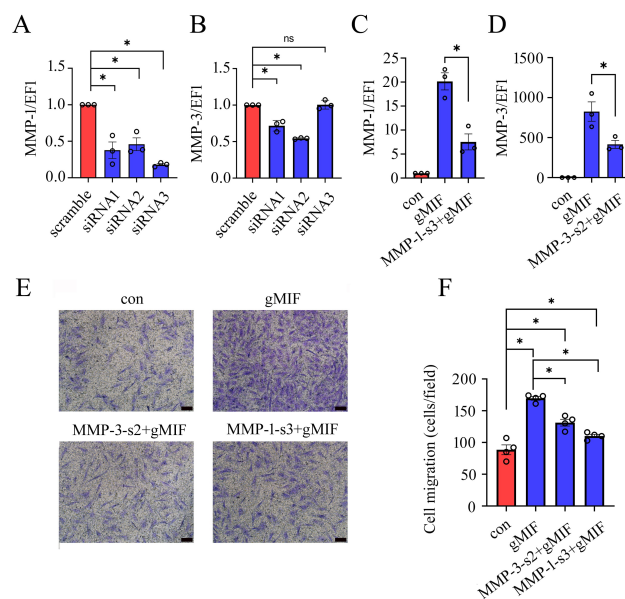 A
MMP-1/EF1
1.5
1.0
0.5
0.0
*
*
*
scramble
siRNA1
siRNA2
siRNA3
B
MMP-3/EF1
1.5
1.0
0.5
0.0
ns
*
*
scramble
siRNA1
siRNA2
siRNA3
C
MMP-1/EF1
25
20
15
10
5
0
*
con
gMIF
MMP-1-s3+gMIF
D
MMP-3/EF1
1500
1000
500
0
*
con
gMIF
MMP-3-s2+gMIF
E
con
gMIF
MMP-3-s2+gMIF
MMP-1-s3+gMIF
F
Cell migration (cells/field)
200
150
100
50
0
*
*
*
*
*
con
gMIF
MMP-3-s2+gMIF
MMP-1-s3+gMIF